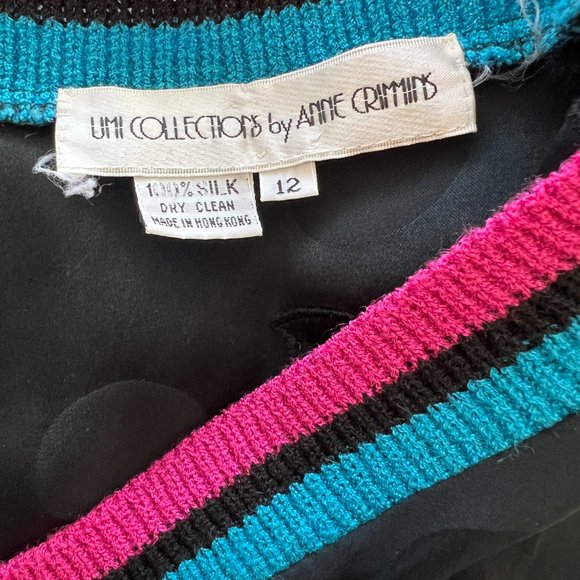 UMI COLLECTIONS by ANNE CRIMMINS
100% SILK
DRY CLEAN
MADE IN HONG KONG
12